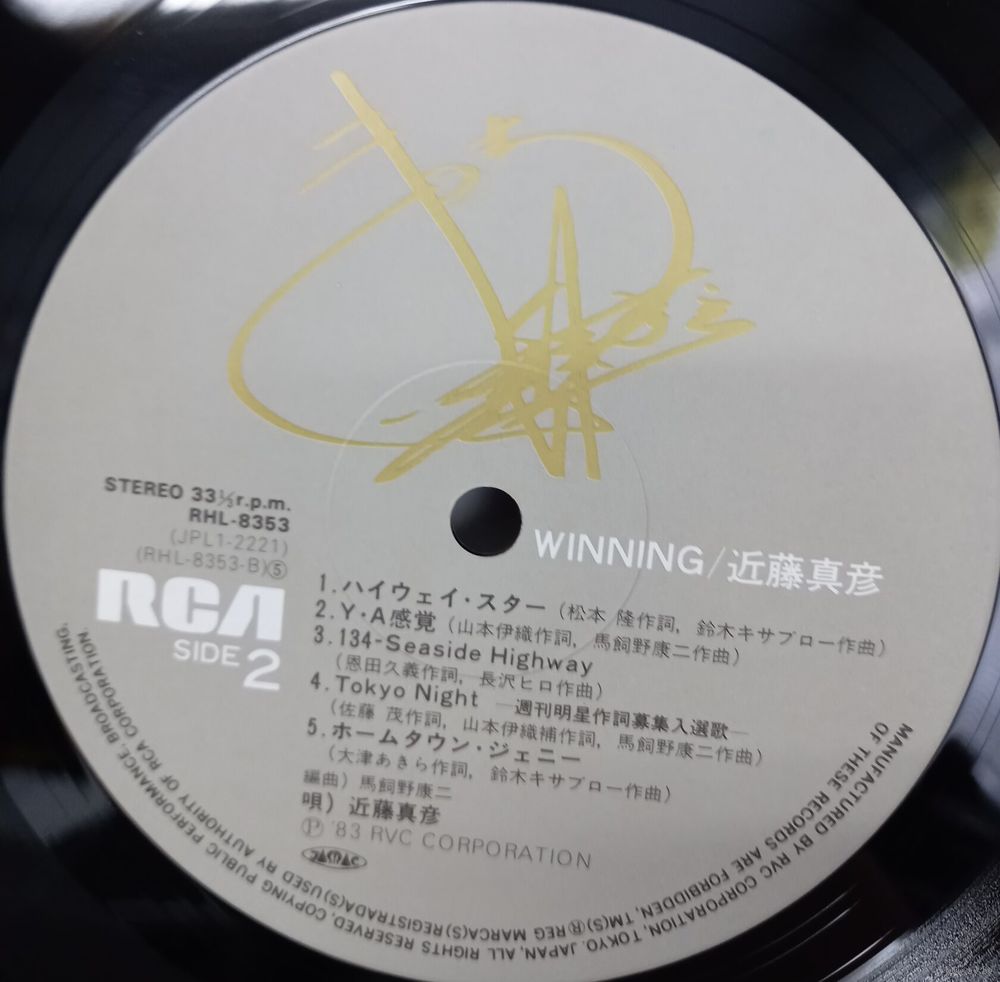 STEREO 33⅓r.p.m.
RHL-8353
(JPL1-2221)
(RHL-8353-B)⑤
RCA
SIDE 2
WINNING/近藤真彦
1.ハイウェイ・スター (松本 隆作詞, 鈴木キサブロー作曲)
2.Y・A感覚 (山本伊織作詞, 馬飼野康二作曲)
3.134-Seaside Highway
(恩田久義作詞, 長沢ヒロ作曲)
4.Tokyo Night —週刊明星作詞募集入選歌—
(佐藤 茂作詞, 山本伊織補作詞, 馬飼野康二作曲)
5.ホームタウン・ジェニー
(大津あきら作詞, 鈴木キサブロー作曲)
編曲) 馬飼野康二
唄) 近藤真彦
Ⓟ '83 RVC CORPORATION
MANUFACTURED BY RVC CORPORATION, TOKYO. JAPAN, ALL RIGHTS RESERVED, COPYING PUBLIC PERFORMANCE, BROADCASTING,
OF THESE RECORDS ARE FORBIDDEN, TM(S)Ⓡ REG MARCA(S) REGISTRADA(S) USED BY AUTHORITY OF RCA CORPORATION.